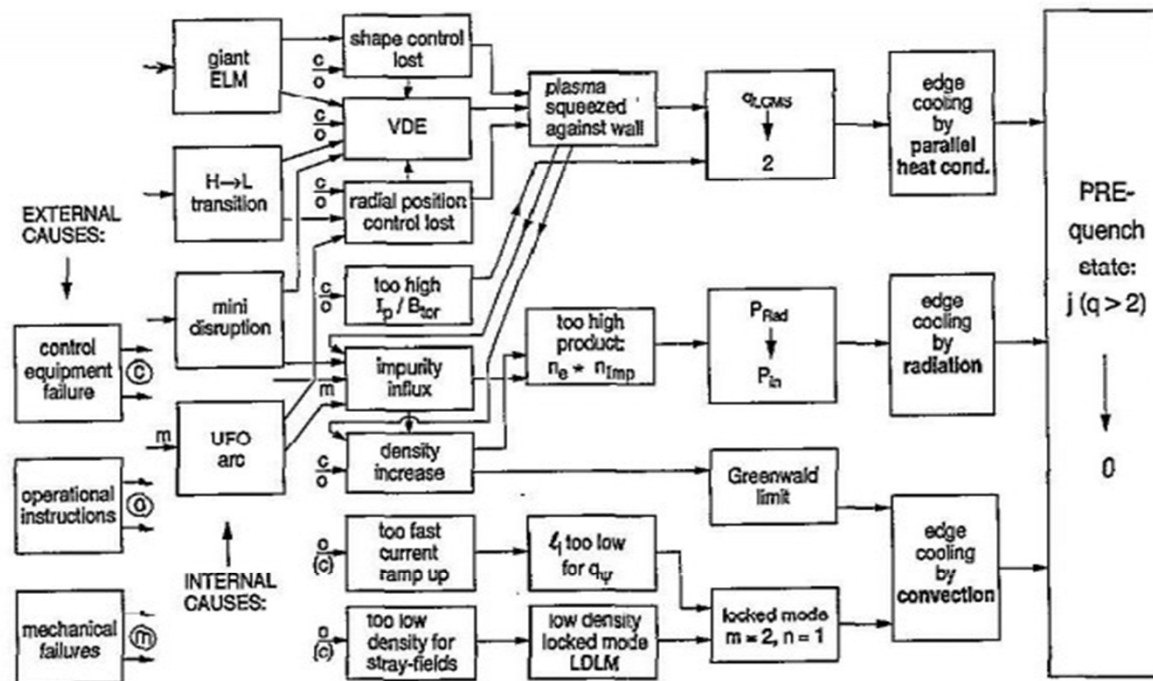 giant
ELM
shape control
lost
c
o
VDE
c
o
H→L
transition
c
o
radial position
control lost
plasma
squeezed
against wall
qLCMS
2
edge
cooling
by
parallel
heat cond.
PRE-
quench
state:
j (q > 2)
0
EXTERNAL
CAUSES:
control
equipment
failure
c
operational
instructions
o
mechanical
failures
m
mini
disruption
c
o
too high
Ip / Btor
m
UFO
arc
m
impurity
influx
c
o
density
increase
too high
product:
ne * nImp
PRad
Pin
edge
cooling
by
radiation
Greenwald
limit
INTERNAL
CAUSES:
o
(c)
too fast
current
ramp up
ℓi too low
for qψ
o
(c)
too low
density for
stray-fields
low density
locked mode
LDLM
locked mode
m = 2, n = 1
edge
cooling
by
convection